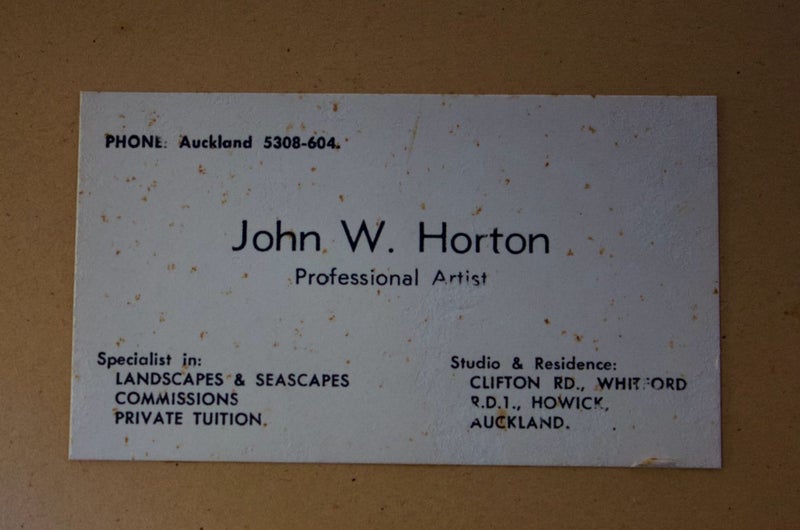 PHONE: Auckland 5308-604.
John W. Horton
Professional Artist
Specialist in:
LANDSCAPES & SEASCAPES
COMMISSIONS
PRIVATE TUITION.
Studio & Residence:
CLIFTON RD., WHITFORD
R.D.1., HOWICK,
AUCKLAND.